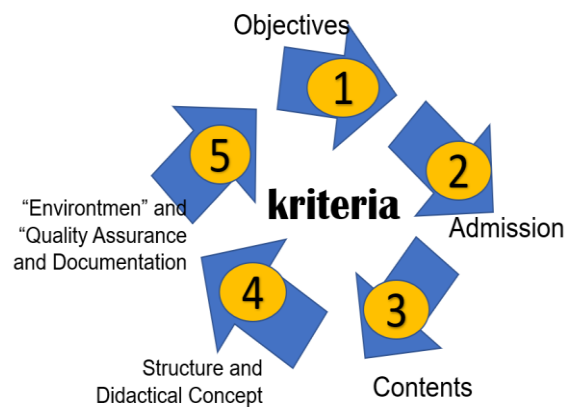 Objectives
1
2
Admission
3
Contents
4
Structure and
Didactical Concept
5
“Environtmen” and
“Quality Assurance
and Documentation
kriteria